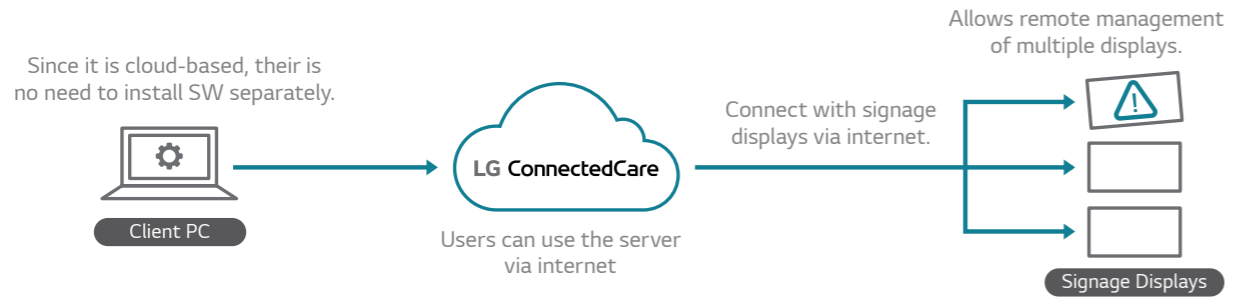 Since it is cloud-based, their is
no need to install SW separately.
Client PC
LG ConnectedCare
Users can use the server
via internet
Connect with signage
displays via internet.
Allows remote management
of multiple displays.
!
Signage Displays